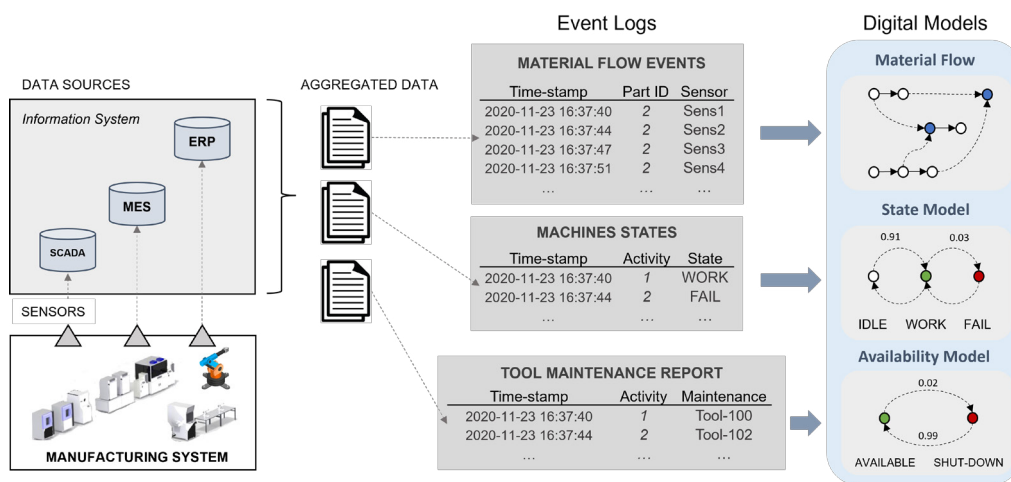 Event Logs
Digital Models
DATA SOURCES
Information System
ERP
MES
SCADA
SENSORS
MANUFACTURING SYSTEM
AGGREGATED DATA
MATERIAL FLOW EVENTS
Time-stamp Part ID Sensor
2020-11-23 16:37:40 2 Sens1
2020-11-23 16:37:44 2 Sens2
2020-11-23 16:37:47 2 Sens3
2020-11-23 16:37:51 2 Sens4
... ... ...
MACHINES STATES
Time-stamp Activity State
2020-11-23 16:37:40 1 WORK
2020-11-23 16:37:44 2 FAIL
... ... ...
TOOL MAINTENANCE REPORT
Time-stamp Activity Maintenance
2020-11-23 16:37:40 1 Tool-100
2020-11-23 16:37:44 2 Tool-102
... ... ...
Material Flow
State Model
0.91 0.03
IDLE WORK FAIL
Availability Model
0.02
0.99
AVAILABLE SHUT-DOWN